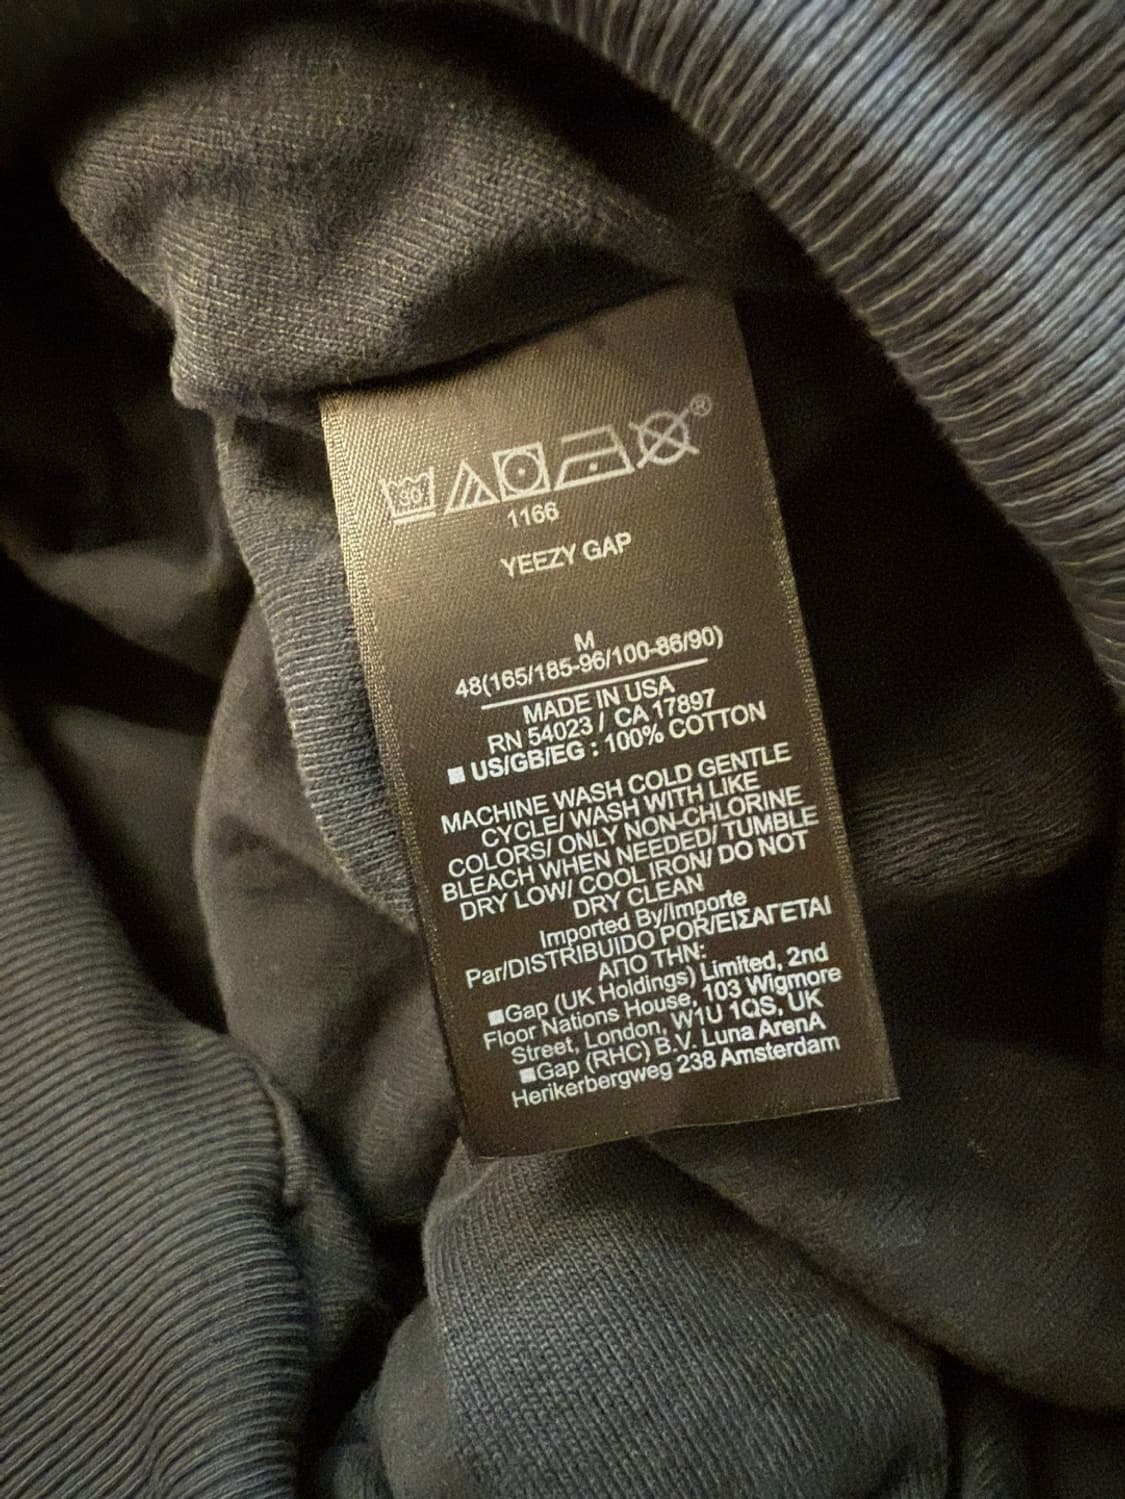 30
®
1166
YEEZY GAP
M
48(165/185-96/100-86/90)
MADE IN USA
RN 54023 / CA 17897
■ US/GB/EG : 100% COTTON
MACHINE WASH COLD GENTLE
CYCLE/ WASH WITH LIKE
COLORS/ ONLY NON-CHLORINE
BLEACH WHEN NEEDED/ TUMBLE
DRY LOW/ COOL IRON/ DO NOT
DRY CLEAN
Imported By/Importe
Par/DISTRIBUIDO POR/ΕΙΣΑΓΕΤΑΙ
ΑΠΟ ΤΗΝ:
■Gap (UK Holdings) Limited, 2nd
Floor Nations House, 103 Wigmore
Street, London, W1U 1QS, UK
■Gap (RHC) B.V. Luna ArenA
Herikerbergweg 238 Amsterdam